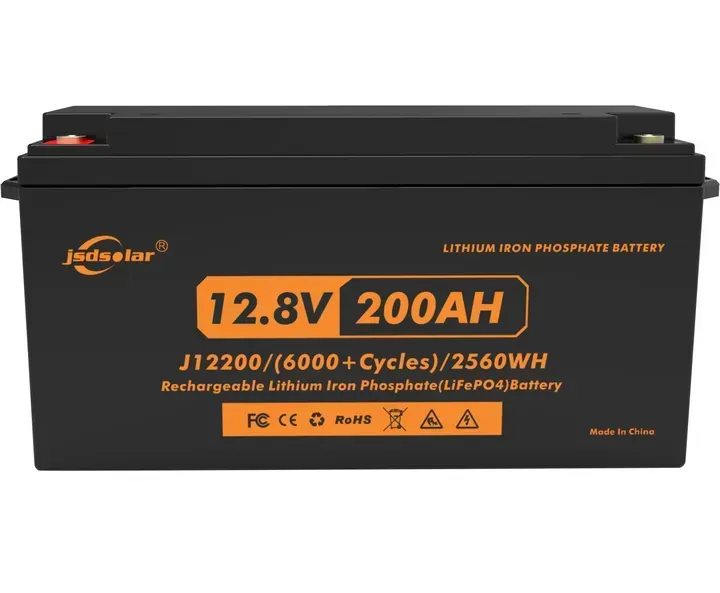 jsdsolar®
LITHIUM IRON PHOSPHATE BATTERY
12.8V 200AH
J12200/(6000+Cycles)/2560WH
Rechargeable Lithium Iron Phosphate(LiFePO4)Battery
FC CE RoHS
Made In China